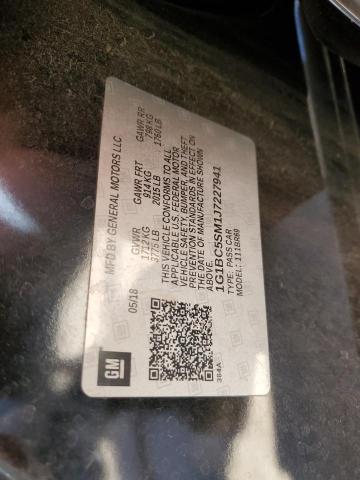 GM
MFD BY GENERAL MOTORS LLC
05/18
GVWR GAWR FRT GAWR RR
1712 KG 914 KG 798 KG
3775 LB 2015 LB 1760 LB
THIS VEHICLE CONFORMS TO ALL
APPLICABLE U.S. FEDERAL MOTOR
VEHICLE SAFETY, BUMPER, AND THEFT
PREVENTION STANDARDS IN EFFECT ON
THE DATE OF MANUFACTURE SHOWN
ABOVE.
1G1BC5SM1J7227941
TYPE: PASS CAR
MODEL: 111BR69
384A